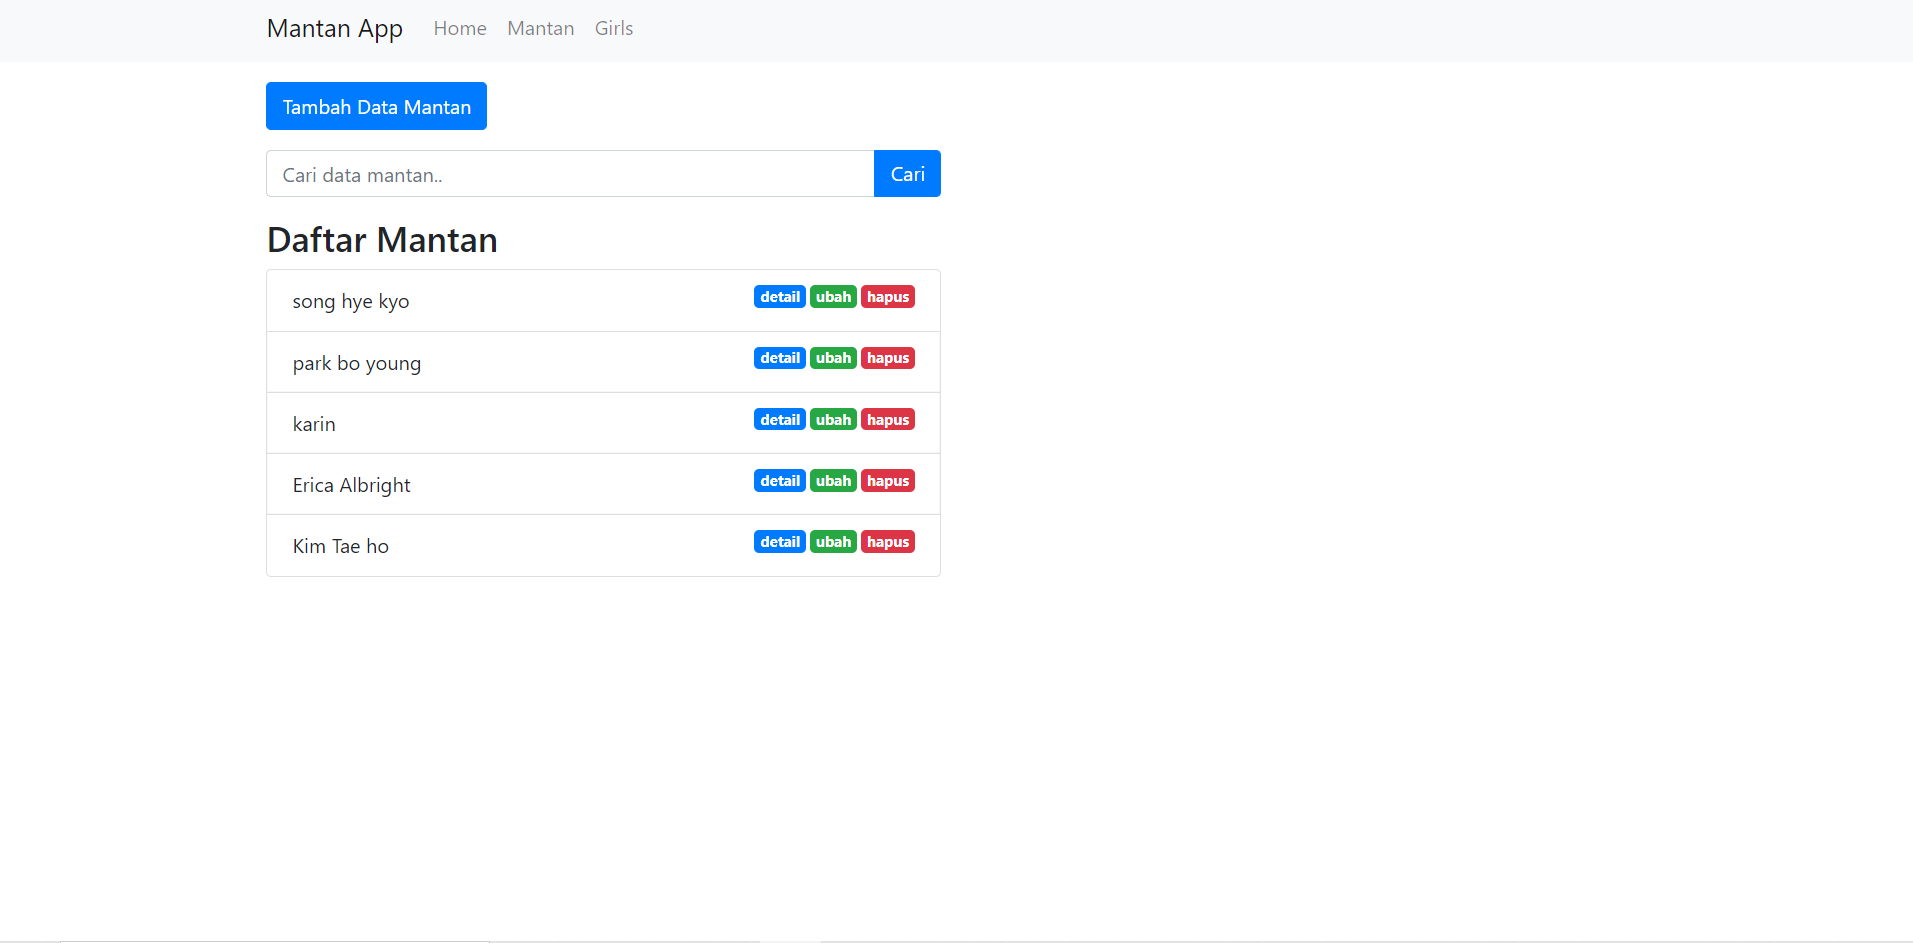 Mantan App Home Mantan Girls
Tambah Data Mantan
Cari data mantan.. Cari
Daftar Mantan
song hye kyo detail ubah hapus
park bo young detail ubah hapus
karin detail ubah hapus
Erica Albright detail ubah hapus
Kim Tae ho detail ubah hapus